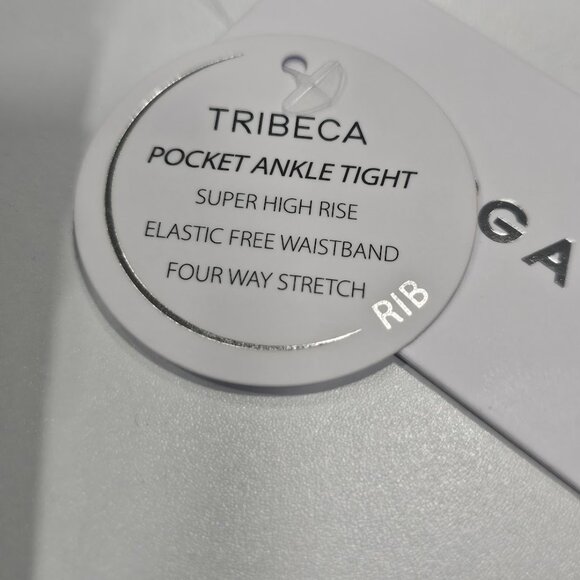 TRIBECA
POCKET ANKLE TIGHT
SUPER HIGH RISE
ELASTIC FREE WAISTBAND
FOUR WAY STRETCH
RIB
GA